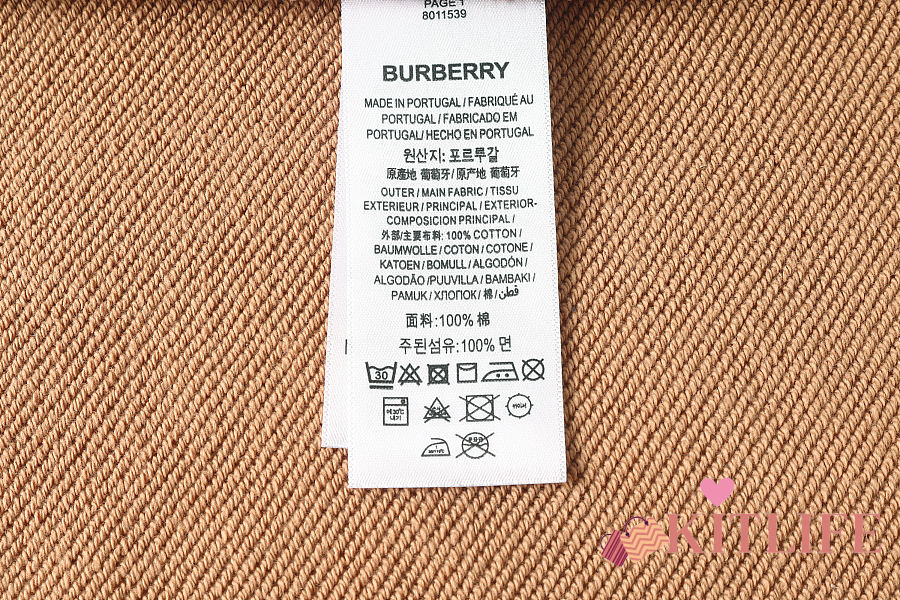 PAGE 1
8011539
BURBERRY
MADE IN PORTUGAL / FABRIQUÉ AU
PORTUGAL / FABRICADO EM
PORTUGAL/ HECHO EN PORTUGAL
원산지: 포르투갈
原產地 葡萄牙/ 原产地 葡萄牙
OUTER / MAIN FABRIC / TISSU
EXTERIEUR / PRINCIPAL / EXTERIOR-
COMPOSICION PRINCIPAL /
外部/主要布料: 100% COTTON /
BAUMWOLLE / COTON / COTONE /
KATOEN / BOMULL / ALGODÓN /
ALGODÃO /PUUVILLA / BAMBAKI /
PAMUK / ХЛОПОК / 棉 / قطن
面料:100% 棉
주된섬유:100% 면
30
KITLIFE